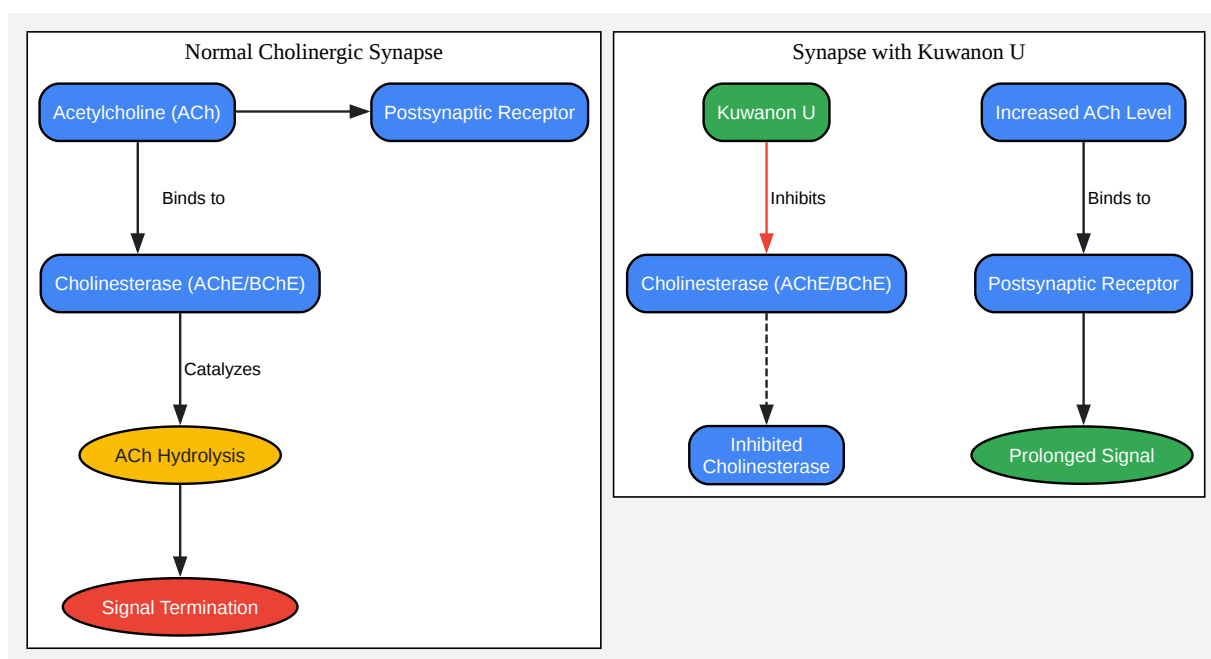 Normal Cholinergic Synapse
Acetylcholine (ACh)
Postsynaptic Receptor
Binds to
Cholinesterase (AChE/BChE)
Catalyzes
ACh Hydrolysis
Signal Termination
Synapse with Kuwanon U
Kuwanon U
Inhibits
Cholinesterase (AChE/BChE)
Inhibited
Cholinesterase
Increased ACh Level
Binds to
Postsynaptic Receptor
Prolonged Signal